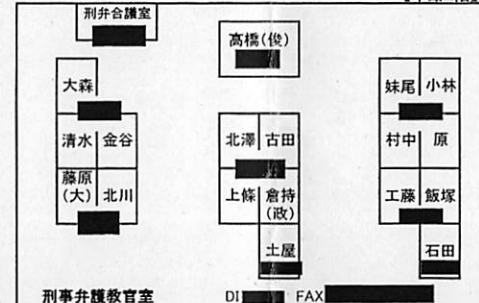 刑弁合議室
高橋(俊)
大森
妹尾 小林
清水 金谷
北澤 古田
村中 原
藤原(大) 北川
上條 倉持(政)
工藤 飯塚
土屋
石田
刑事弁護教官室 DI FAX